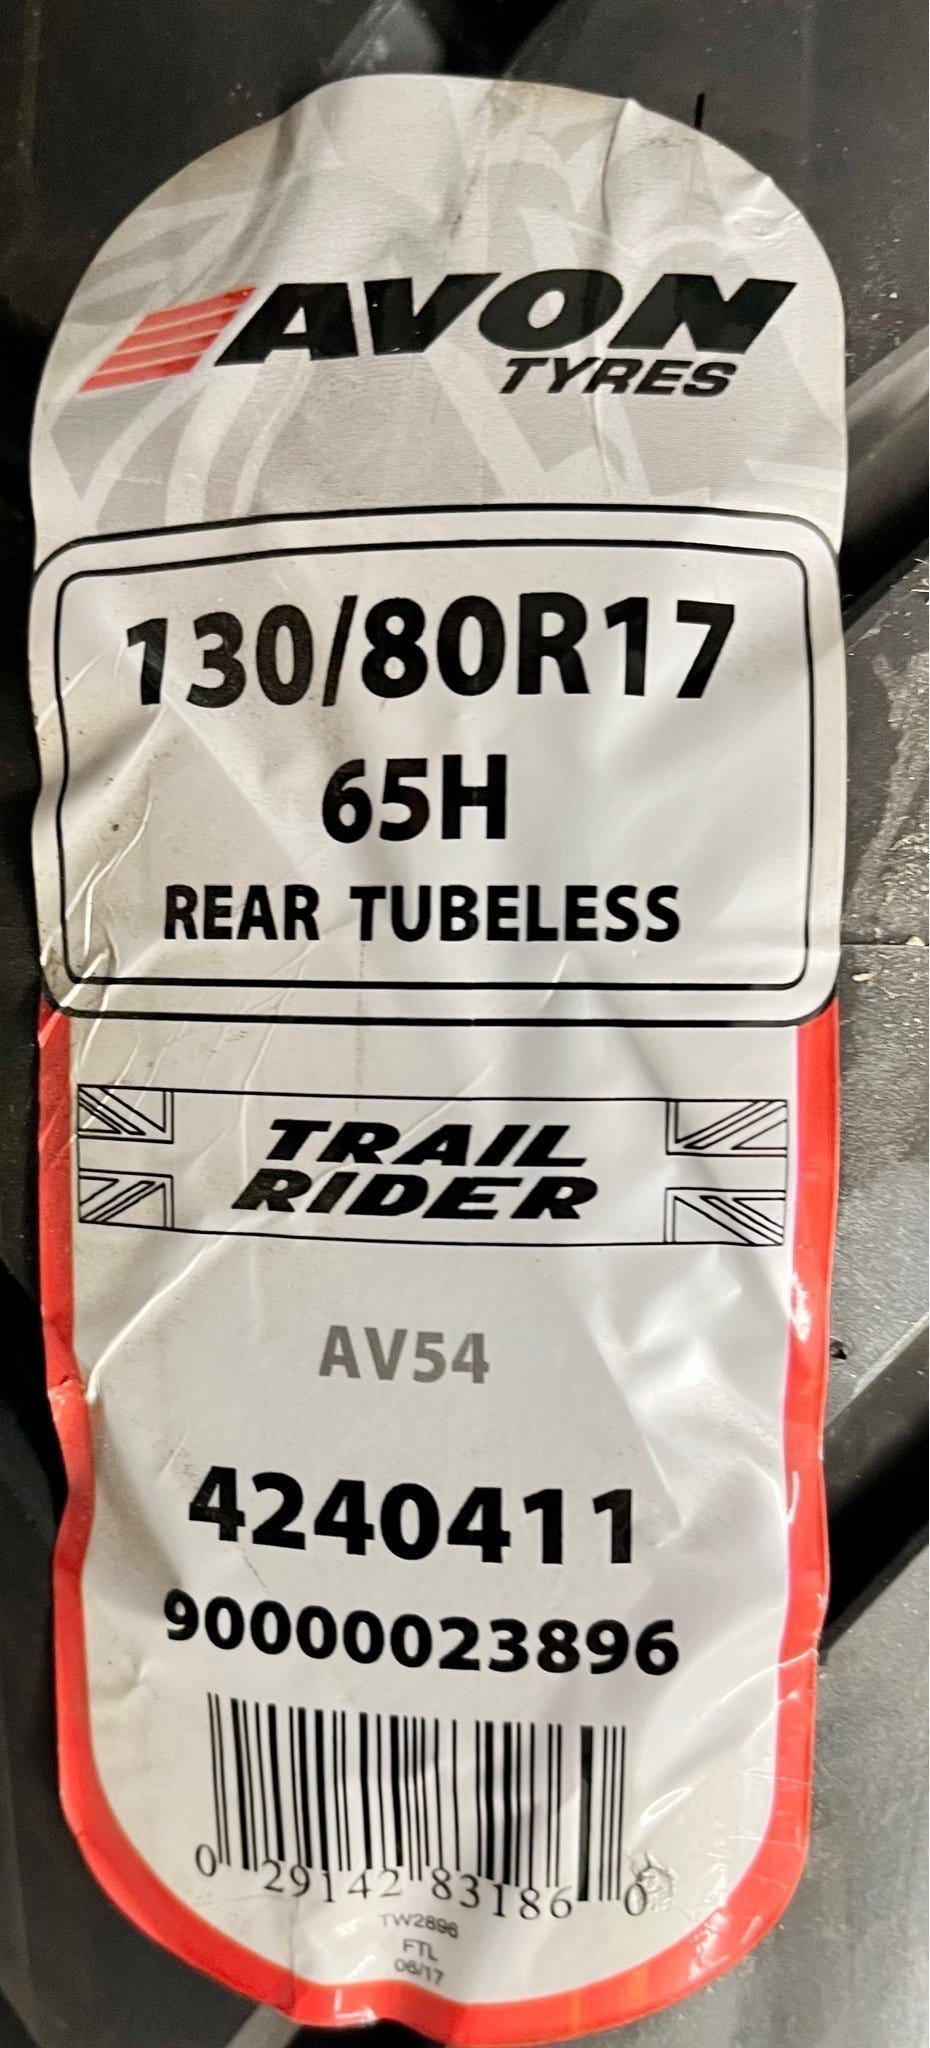 AVON
TYRES
130/80R17
65H
REAR TUBELESS
TRAIL
RIDER
AV54
4240411
90000023896
0 29142 83186 0
TW2896
FTL
06/17